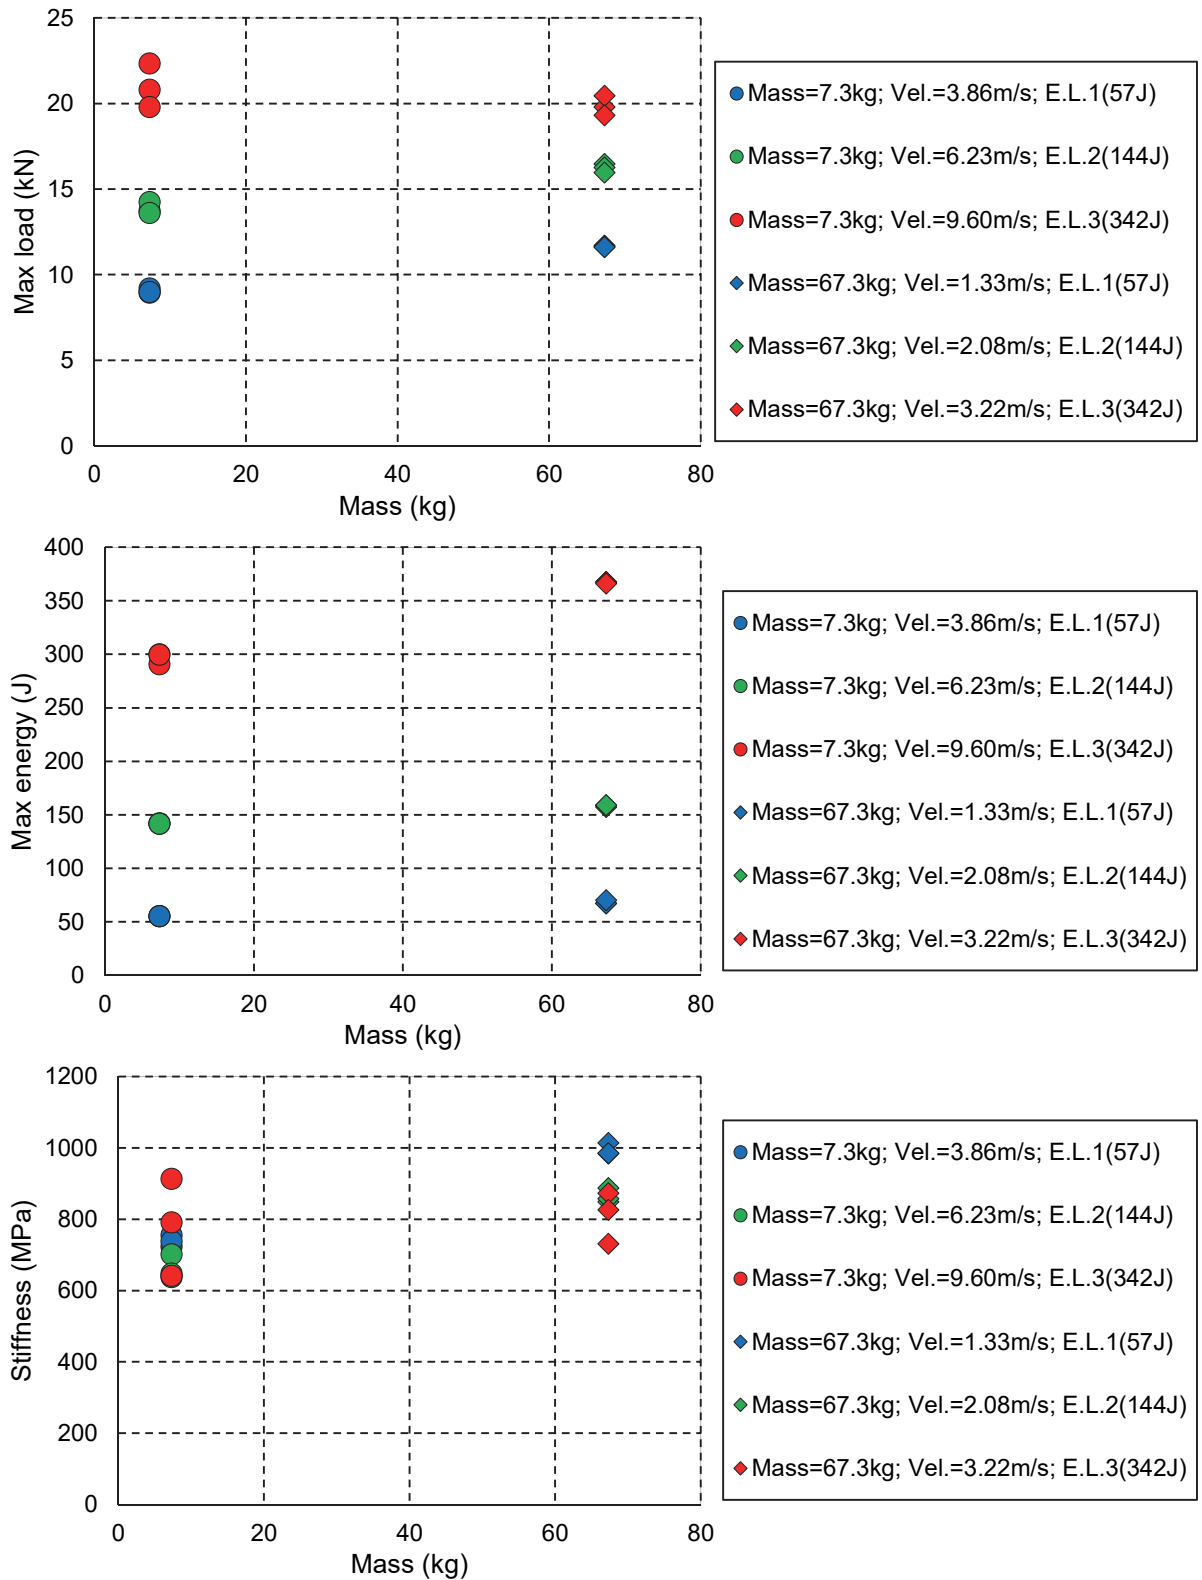 25
20
15
10
5
0
Max load (kN)
0 20 40 60 80
Mass (kg)
Mass=7.3kg; Vel.=3.86m/s; E.L.1(57J)
Mass=7.3kg; Vel.=6.23m/s; E.L.2(144J)
Mass=7.3kg; Vel.=9.60m/s; E.L.3(342J)
Mass=67.3kg; Vel.=1.33m/s; E.L.1(57J)
Mass=67.3kg; Vel.=2.08m/s; E.L.2(144J)
Mass=67.3kg; Vel.=3.22m/s; E.L.3(342J)
400
350
300
250
200
150
100
50
0
Max energy (J)
0 20 40 60 80
Mass (kg)
Mass=7.3kg; Vel.=3.86m/s; E.L.1(57J)
Mass=7.3kg; Vel.=6.23m/s; E.L.2(144J)
Mass=7.3kg; Vel.=9.60m/s; E.L.3(342J)
Mass=67.3kg; Vel.=1.33m/s; E.L.1(57J)
Mass=67.3kg; Vel.=2.08m/s; E.L.2(144J)
Mass=67.3kg; Vel.=3.22m/s; E.L.3(342J)
1200
1000
800
600
400
200
0
Stiffness (MPa)
0 20 40 60 80
Mass (kg)
Mass=7.3kg; Vel.=3.86m/s; E.L.1(57J)
Mass=7.3kg; Vel.=6.23m/s; E.L.2(144J)
Mass=7.3kg; Vel.=9.60m/s; E.L.3(342J)
Mass=67.3kg; Vel.=1.33m/s; E.L.1(57J)
Mass=67.3kg; Vel.=2.08m/s; E.L.2(144J)
Mass=67.3kg; Vel.=3.22m/s; E.L.3(342J)